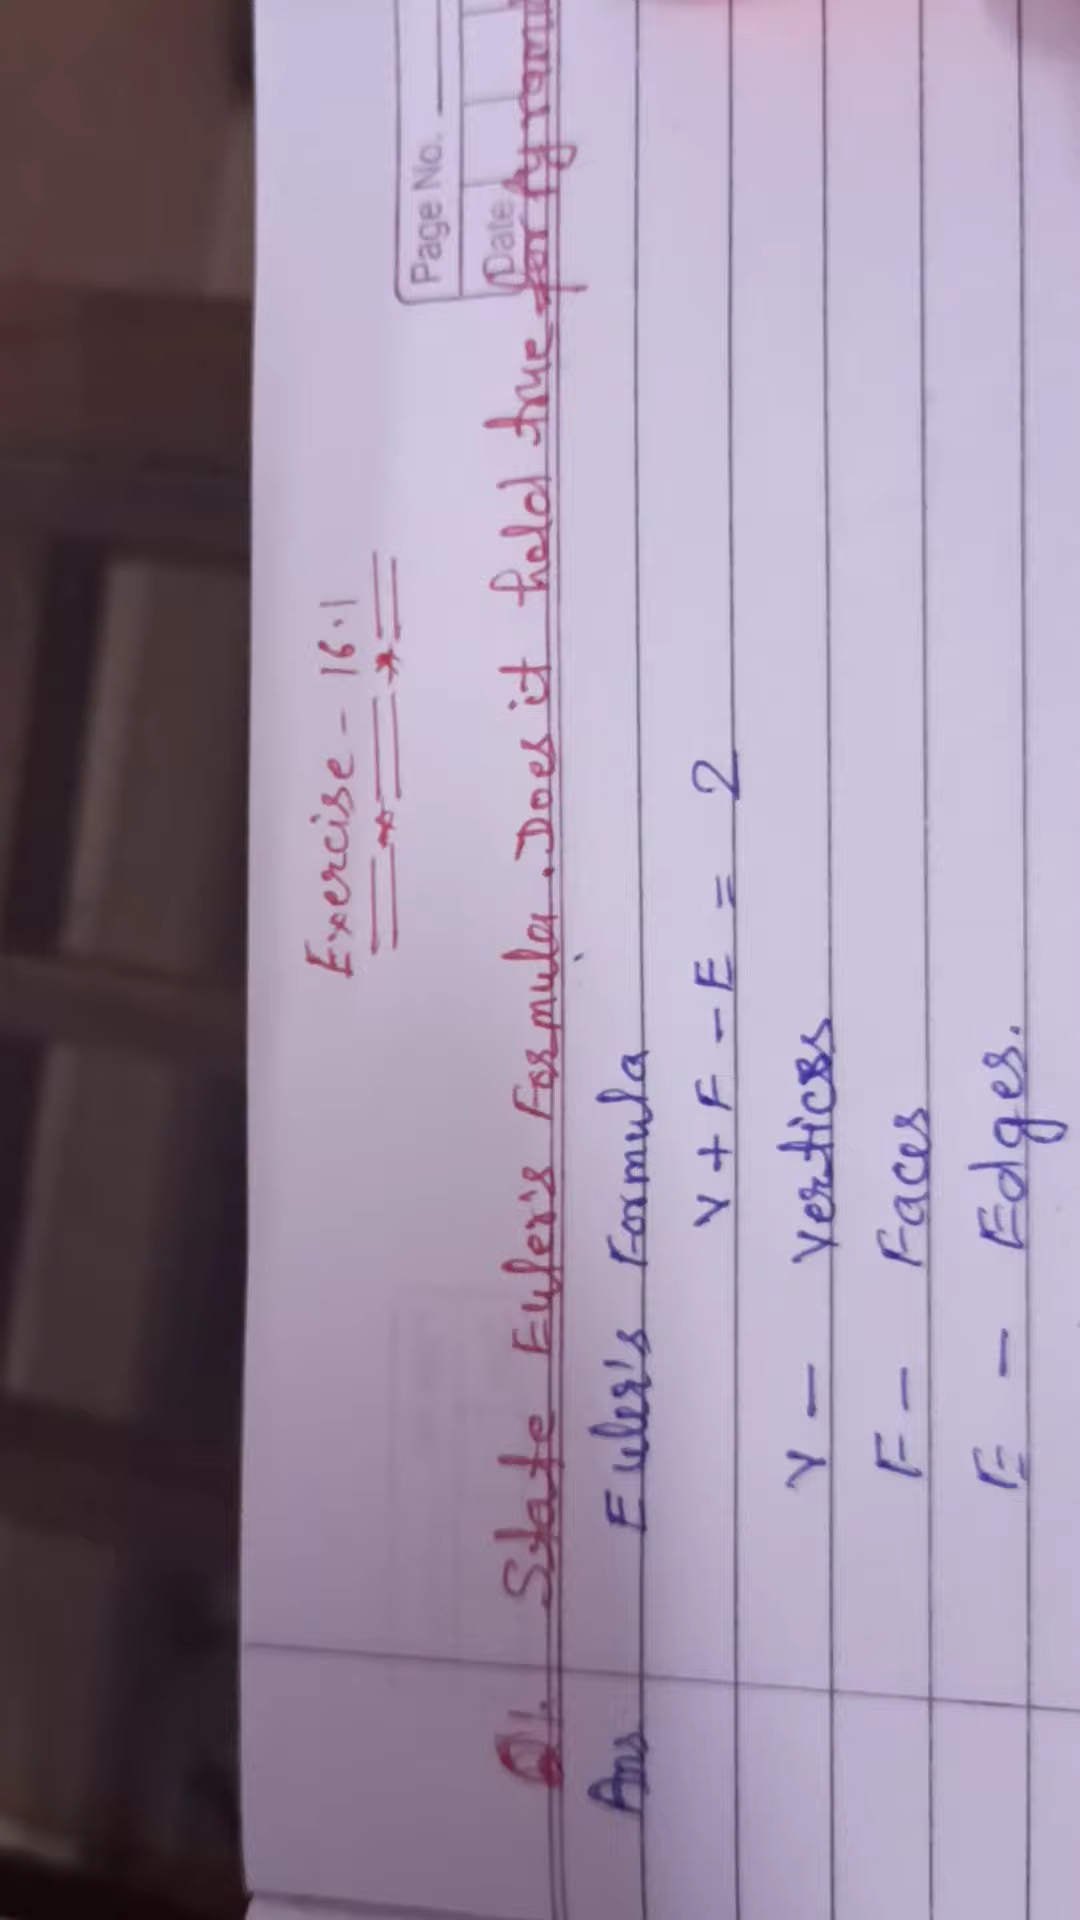 Exercise - 16.1
Page No.
Date
Q1. State Euler's Formula. Does it hold true for
Ans Euler's Formula
V + F - E = 2
V - Vertices
F - Faces
E - Edges.